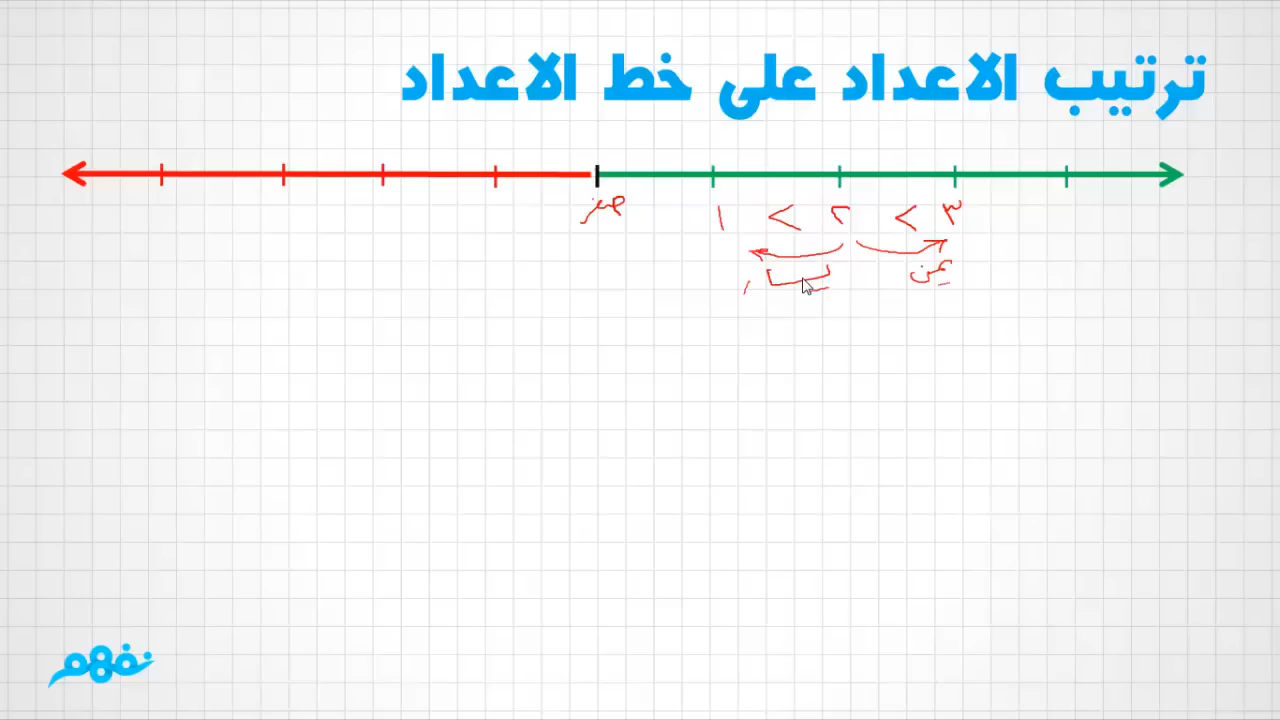 ترتيب الاعداد على خط الاعداد
صفر ١ < ٢ < ٣
يسار يمين
نفهم